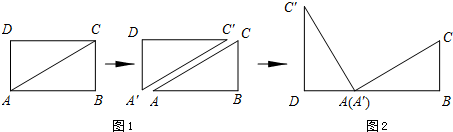 D C D C' C C' C
A B A' A B D A(A') B
图1 图2